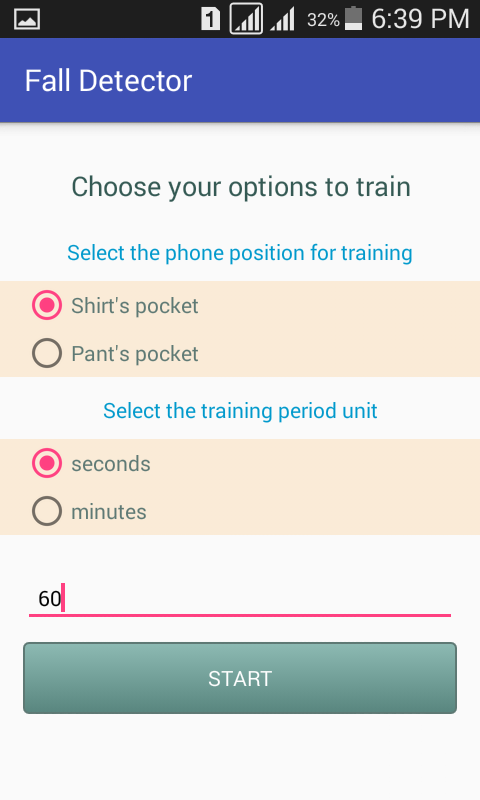 1 32% 6:39 PM
Fall Detector
Choose your options to train
Select the phone position for training
Shirt's pocket
Pant's pocket
Select the training period unit
seconds
minutes
60
START